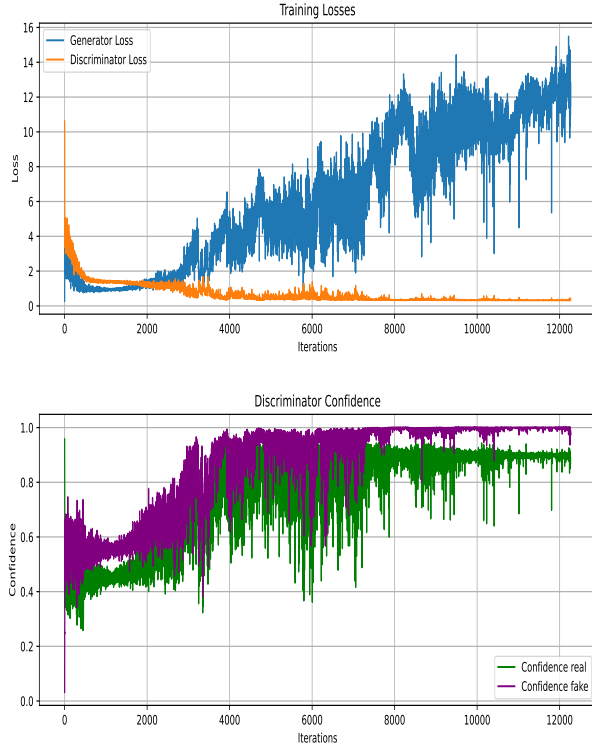 Training Losses
16
14
12
10
8
6
4
2
0
Loss
Generator Loss
Discriminator Loss
0 2000 4000 6000 8000 10000 12000
Iterations
Discriminator Confidence
1.0
0.8
0.6
0.4
0.2
0.0
Confidence
Confidence real
Confidence fake
0 2000 4000 6000 8000 10000 12000
Iterations